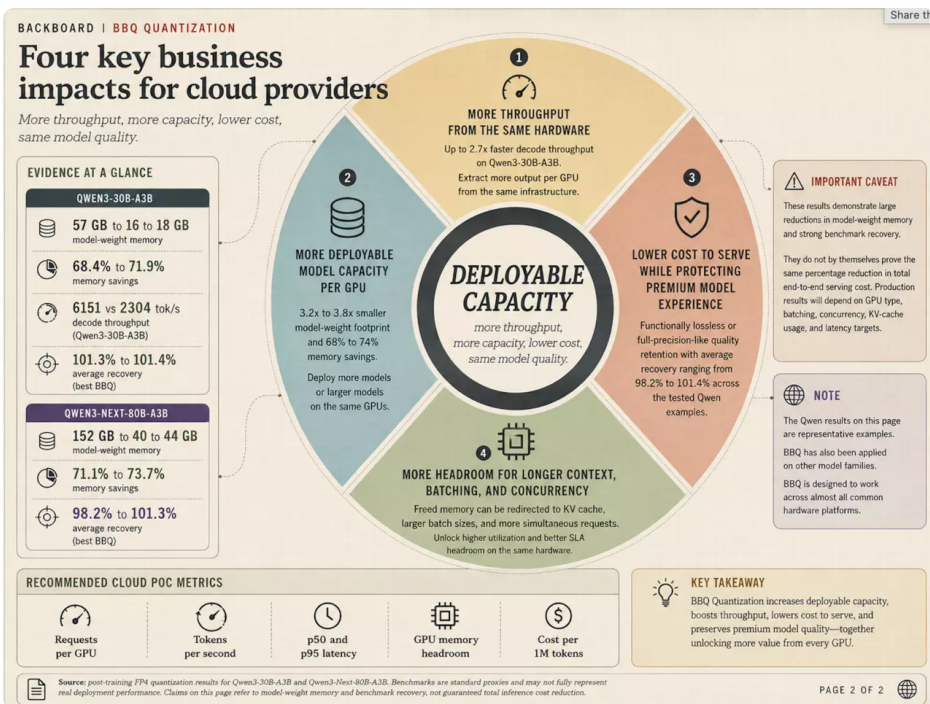 Share th
BACKBOARD | BBQ QUANTIZATION
Four key business
impacts for cloud providers
More throughput, more capacity, lower cost,
same model quality.
EVIDENCE AT A GLANCE
QWEN3-30B-A3B
57 GB to 16 to 18 GB
model-weight memory
68.4% to 71.9%
memory savings
6151 vs 2304 tok/s
decode throughput
(Qwen3-30B-A3B)
101.3% to 101.4%
average recovery
(best BBQ)
QWEN3-NEXT-80B-A3B
152 GB to 40 to 44 GB
model-weight memory
71.1% to 73.7%
memory savings
98.2% to 101.3%
average recovery
(best BBQ)
1
MORE THROUGHPUT
FROM THE SAME HARDWARE
Up to 2.7x faster decode throughput
on Qwen3-30B-A3B.
Extract more output per GPU
from the same infrastructure.
2
MORE DEPLOYABLE
MODEL CAPACITY
PER GPU
3.2x to 3.8x smaller
model-weight footprint
and 68% to 74%
memory savings.
Deploy more models
or larger models
on the same GPUs.
DEPLOYABLE
CAPACITY
more throughput,
more capacity, lower cost,
same model quality.
3
LOWER COST TO SERVE
WHILE PROTECTING
PREMIUM MODEL
EXPERIENCE
Functionally lossless or
full-precision-like quality
retention with average
recovery ranging from
98.2% to 101.4% across
the tested Qwen
examples.
4
MORE HEADROOM FOR LONGER CONTEXT,
BATCHING, AND CONCURRENCY
Freed memory can be redirected to KV cache,
larger batch sizes, and more simultaneous requests.
Unlock higher utilization and better SLA
headroom on the same hardware.
IMPORTANT CAVEAT
These results demonstrate large
reductions in model-weight memory
and strong benchmark recovery.
They do not by themselves prove the
same percentage reduction in total
end-to-end serving cost. Production
results will depend on GPU type,
batching, concurrency, KV-cache
usage, and latency targets.
NOTE
The Qwen results on this page
are representative examples.
BBQ has also been applied
on other model families.
BBQ is designed to work
across almost all common
hardware platforms.
RECOMMENDED CLOUD POC METRICS
Requests
per GPU
Tokens
per second
p50 and
p95 latency
GPU memory
headroom
Cost per
1M tokens
KEY TAKEAWAY
BBQ Quantization increases deployable capacity,
boosts throughput, lowers cost to serve, and
preserves premium model quality—together
unlocking more value from every GPU.
Source: post-training FP4 quantization results for Qwen3-30B-A3B and Qwen3-Next-80B-A3B. Benchmarks are standard proxies and may not fully represent
real deployment performance. Claims on this page refer to model-weight memory and benchmark recovery, not guaranteed total inference cost reduction.
PAGE 2 OF 2